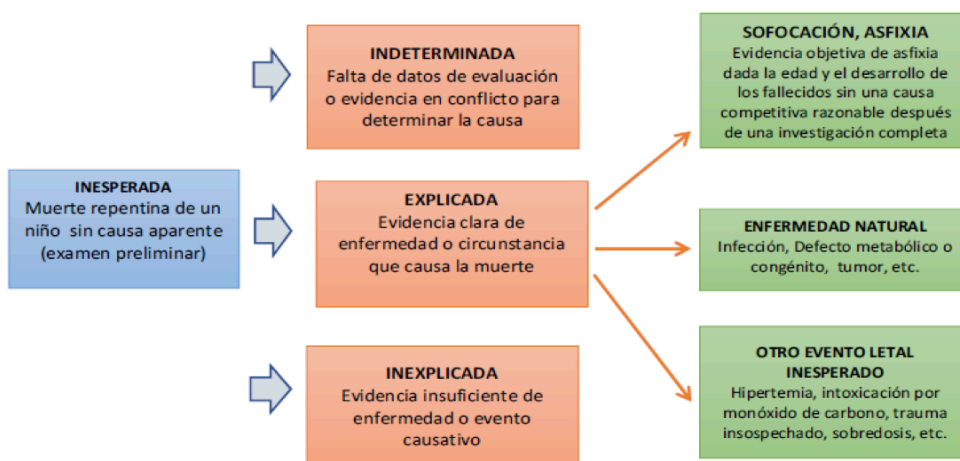 INESPERADA
Muerte repentina de un
niño sin causa aparente
(examen preliminar)
INDETERMINADA
Falta de datos de evaluación
o evidencia en conflicto para
determinar la causa
EXPLICADA
Evidencia clara de
enfermedad o circunstancia
que causa la muerte
INEXPLICADA
Evidencia insuficiente de
enfermedad o evento
causativo
SOFOCACIÓN, ASFIXIA
Evidencia objetiva de asfixia
dada la edad y el desarrollo de
los fallecidos sin una causa
competitiva razonable después
de una investigación completa
ENFERMEDAD NATURAL
Infección, Defecto metabólico o
congénito, tumor, etc.
OTRO EVENTO LETAL
INESPERADO
Hipertemia, intoxicación por
monóxido de carbono, trauma
insospechado, sobredosis, etc.